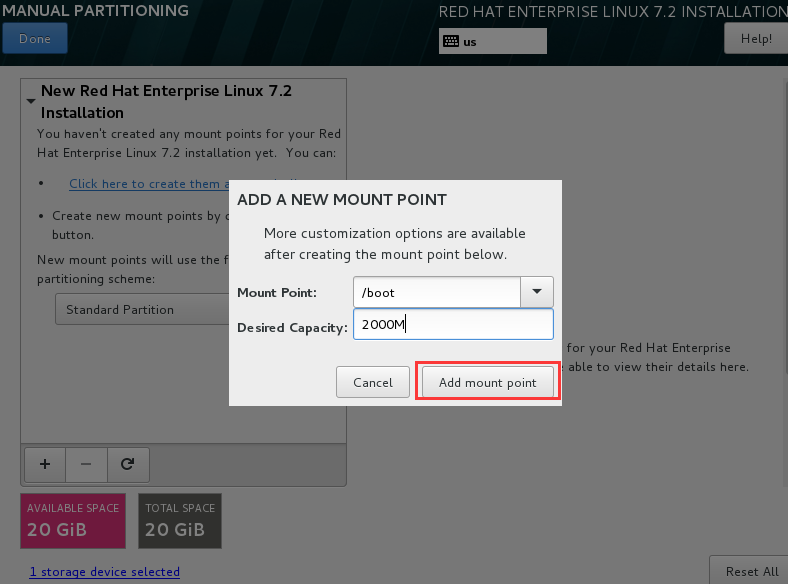 MANUAL PARTITIONING
RED HAT ENTERPRISE LINUX 7.2 INSTALLATION
Done
us
Help!
New Red Hat Enterprise Linux 7.2
Installation
You haven't created any mount points for your Red
Hat Enterprise Linux 7.2 installation yet. You can:
• Click here to create them
• Create new mount points by
button.
New mount points will use the
partitioning scheme:
Standard Partition
ADD A NEW MOUNT POINT
More customization options are available
after creating the mount point below.
Mount Point: /boot
Desired Capacity: 2000M
Cancel
Add mount point
for your Red Hat Enterprise
able to view their details here.
+ −
AVAILABLE SPACE
20 GiB
TOTAL SPACE
20 GiB
1 storage device selected
Reset All